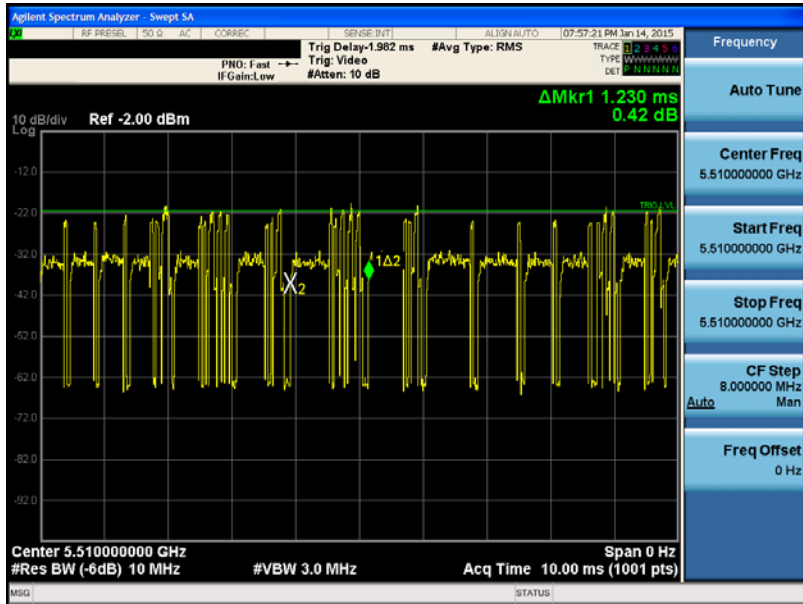 Agilent Spectrum Analyzer - Swept SA
RF PRESEL 50 Ω AC CORREC SENSE:INT ALIGN AUTO 07:57:21 PM Jan 14, 2015
Trig Delay-1.982 ms #Avg Type: RMS TRACE 1 2 3 4 5 6
PNO: Fast Trig: Video TYPE WWWWWW
IFGain:Low #Atten: 10 dB DET P N N N N N
ΔMkr1 1.230 ms
0.42 dB
10 dB/div Ref -2.00 dBm
Log
-12.0
-22.0
TRIG LVL
-32.0
1Δ2
X2
-42.0
-52.0
-62.0
-72.0
-82.0
-92.0
Center 5.510000000 GHz Span 0 Hz
#Res BW (-6dB) 10 MHz #VBW 3.0 MHz Acq Time 10.00 ms (1001 pts)
MSG STATUS
Frequency
Auto Tune
Center Freq
5.510000000 GHz
Start Freq
5.510000000 GHz
Stop Freq
5.510000000 GHz
CF Step
8.000000 MHz
Auto Man
Freq Offset
0 Hz